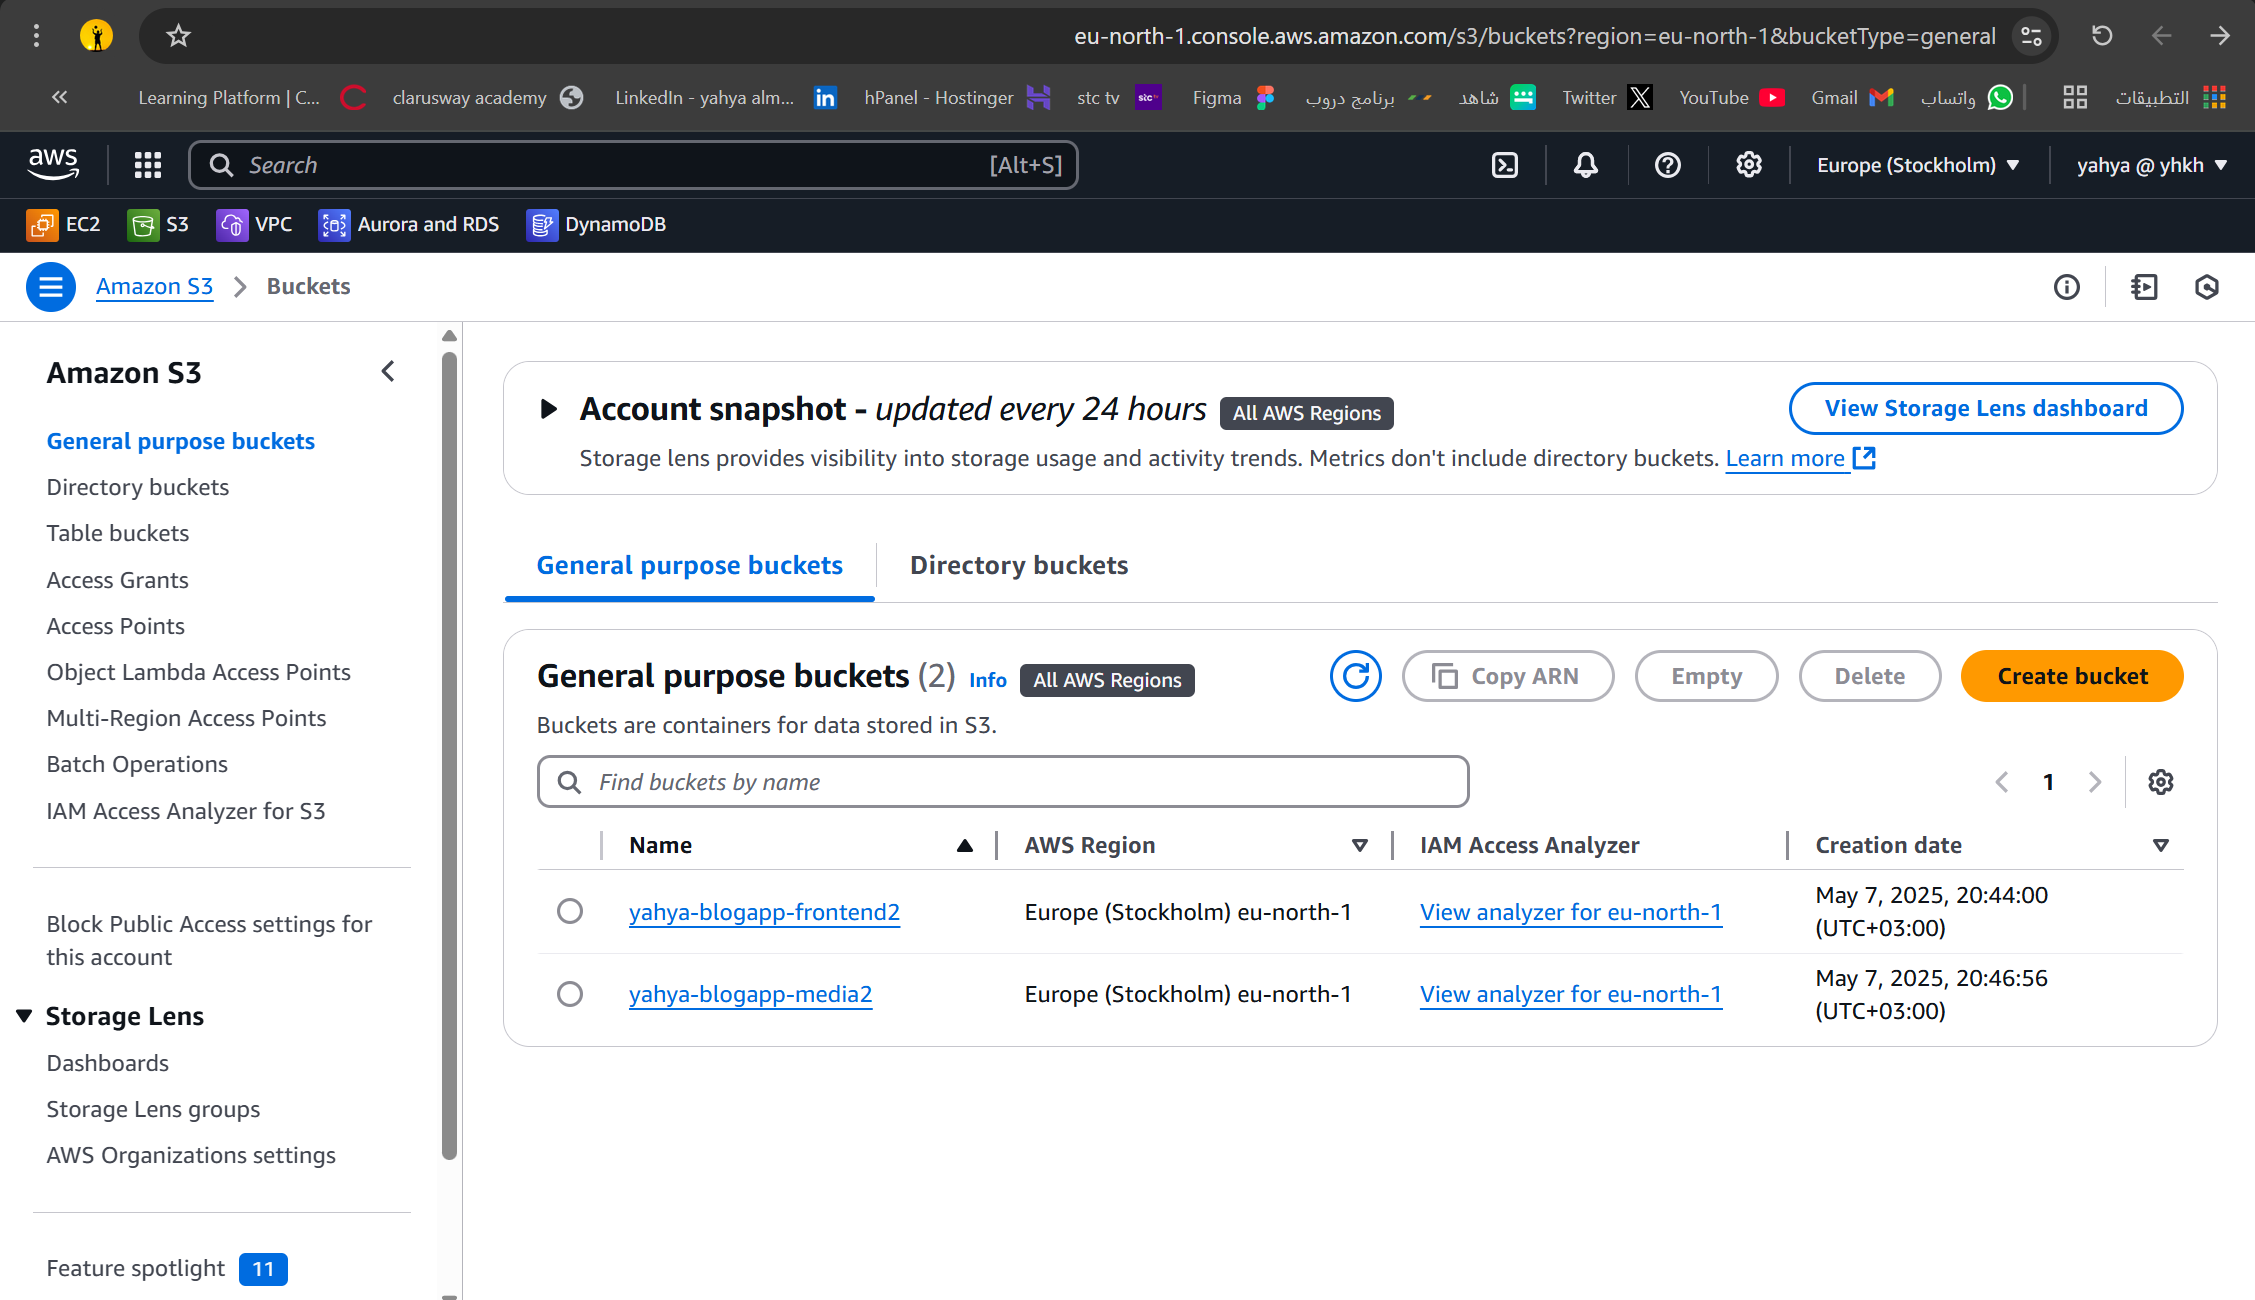 eu-north-1.console.aws.amazon.com/s3/buckets?region=eu-north-1&bucketType=general
Learning Platform | C...
clarusway academy
LinkedIn - yahya alm...
in
hPanel - Hostinger
stc tv
stc
Figma
برنامج دروب
شاهد
Twitter
YouTube
Gmail
واتساب
التطبيقات
aws
Search
[Alt+S]
Europe (Stockholm)
yahya @ yhkh
EC2
S3
VPC
Aurora and RDS
DynamoDB
Amazon S3
Buckets
Amazon S3
General purpose buckets
Directory buckets
Table buckets
Access Grants
Access Points
Object Lambda Access Points
Multi-Region Access Points
Batch Operations
IAM Access Analyzer for S3
Block Public Access settings for
this account
Storage Lens
Dashboards
Storage Lens groups
AWS Organizations settings
Feature spotlight 11
Account snapshot - updated every 24 hours All AWS Regions
View Storage Lens dashboard
Storage lens provides visibility into storage usage and activity trends. Metrics don't include directory buckets. Learn more
General purpose buckets
Directory buckets
General purpose buckets (2) Info All AWS Regions
Copy ARN
Empty
Delete
Create bucket
Buckets are containers for data stored in S3.
Find buckets by name
1
Name
AWS Region
IAM Access Analyzer
Creation date
yahya-blogapp-frontend2
Europe (Stockholm) eu-north-1
View analyzer for eu-north-1
May 7, 2025, 20:44:00
(UTC+03:00)
yahya-blogapp-media2
Europe (Stockholm) eu-north-1
View analyzer for eu-north-1
May 7, 2025, 20:46:56
(UTC+03:00)